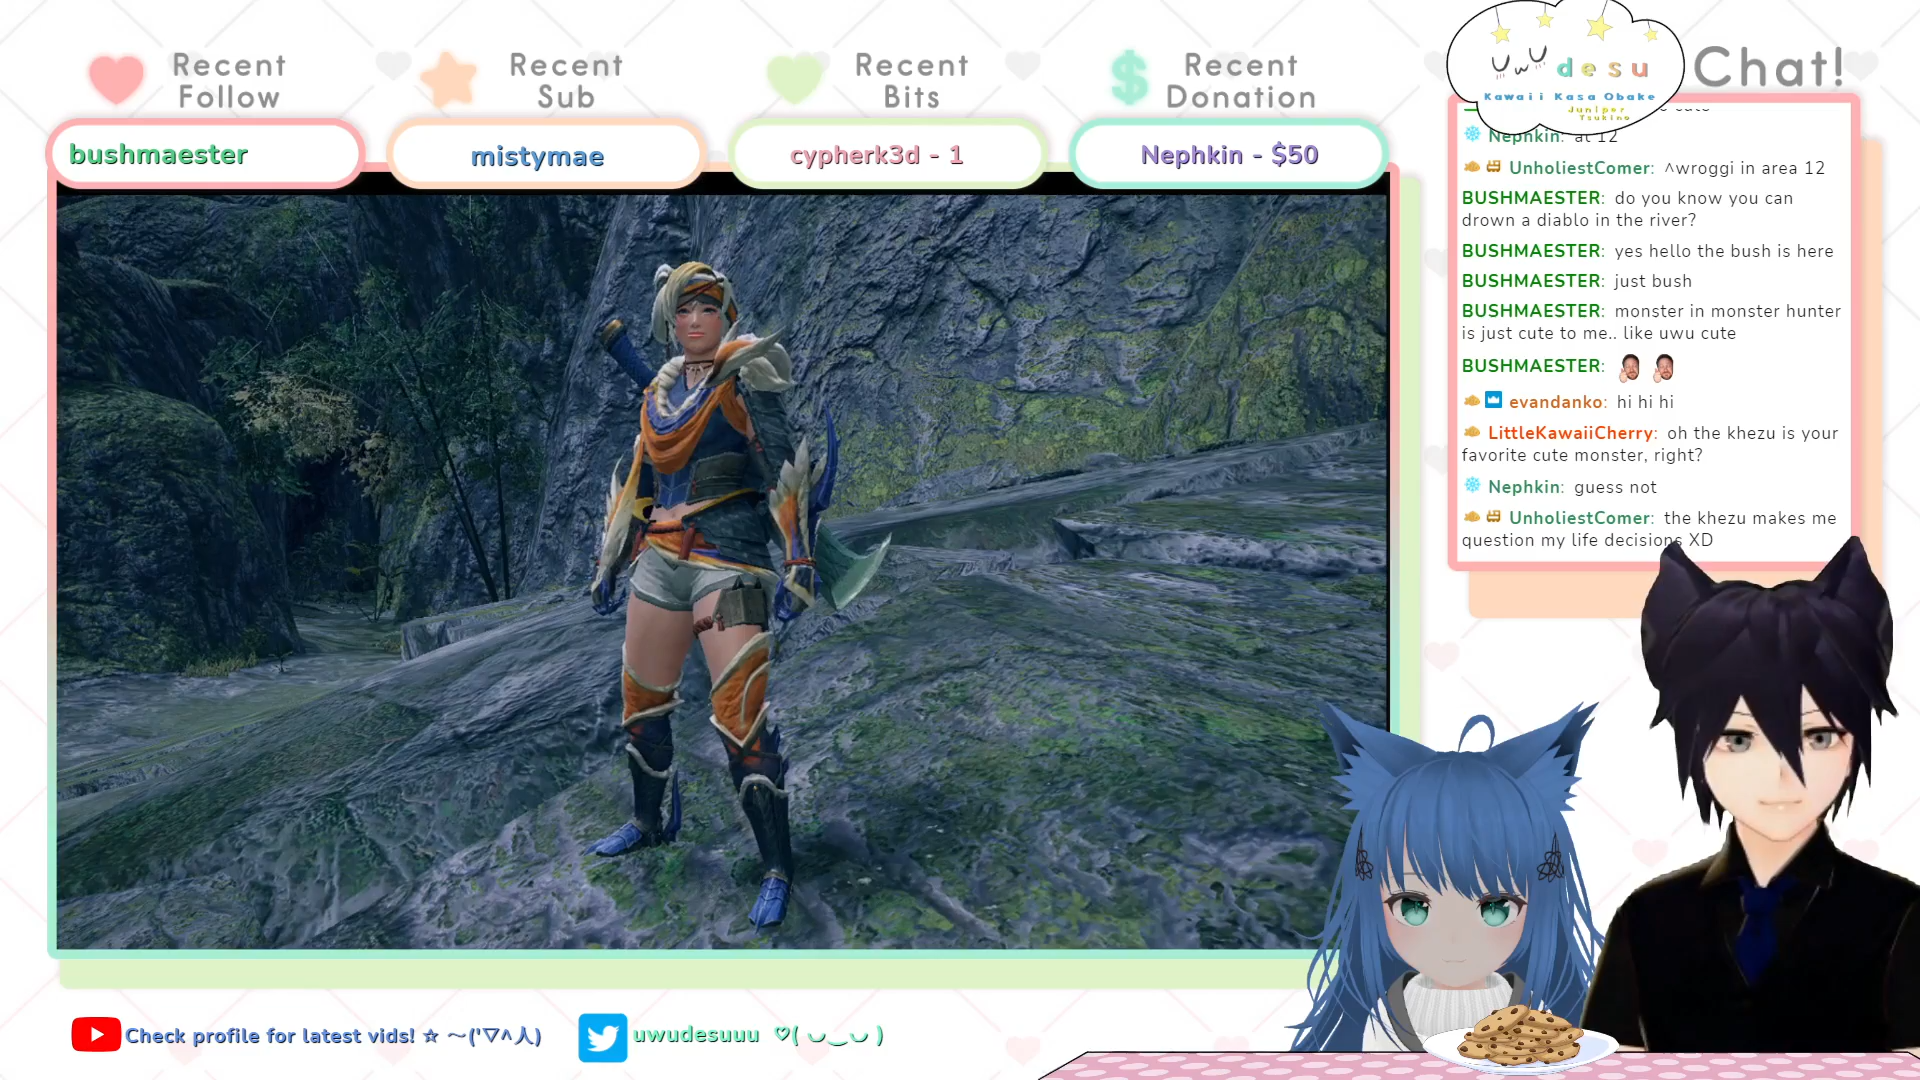 Recent
Follow
Recent
Sub
Recent
Bits
Recent
Donation
bushmaester
mistymae
cypherk3d - 1
Nephkin - $50
UwU desu
Kawaii Kasa Obake
Juniper
Tsukino
Chat!
Nephkin: at 12
UnholiestComer: ^wroggi in area 12
BUSHMAESTER: do you know you can
drown a diablo in the river?
BUSHMAESTER: yes hello the bush is here
BUSHMAESTER: just bush
BUSHMAESTER: monster in monster hunter
is just cute to me.. like uwu cute
BUSHMAESTER:
evandanko: hi hi hi
LittleKawaiiCherry: oh the khezu is your
favorite cute monster, right?
Nephkin: guess not
UnholiestComer: the khezu makes me
question my life decisions XD
Check profile for latest vids! ☆ ～('▽^人)
uwudesuuu ♡( ᴗ‿ᴗ )